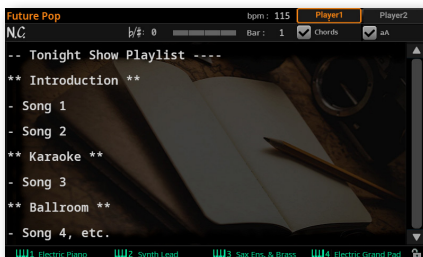 Future Pop bpm : 115 Player1 Player2
N.C. b/#: 0 Bar : 1 Chords aA
-- Tonight Show Playlist ----
** Introduction **
- Song 1
- Song 2
** Karaoke **
- Song 3
** Ballroom **
- Song 4, etc.
1 Electric Piano 2 Synth Lead 3 Sax Ens. & Brass 4 Electric Grand Pad